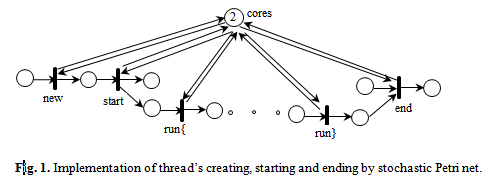 2 cores
new
start
end
run{
run}
Fig. 1. Implementation of thread's creating, starting and ending by stochastic Petri net.